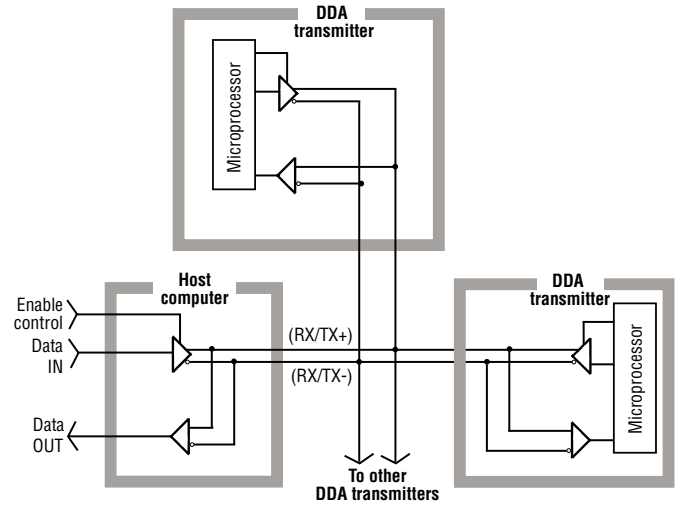 DDA
transmitter
Microprocessor
Host
computer
DDA
transmitter
Enable
control
Data
IN
(RX/TX+)
(RX/TX-)
Microprocessor
Data
OUT
To other
DDA transmitters